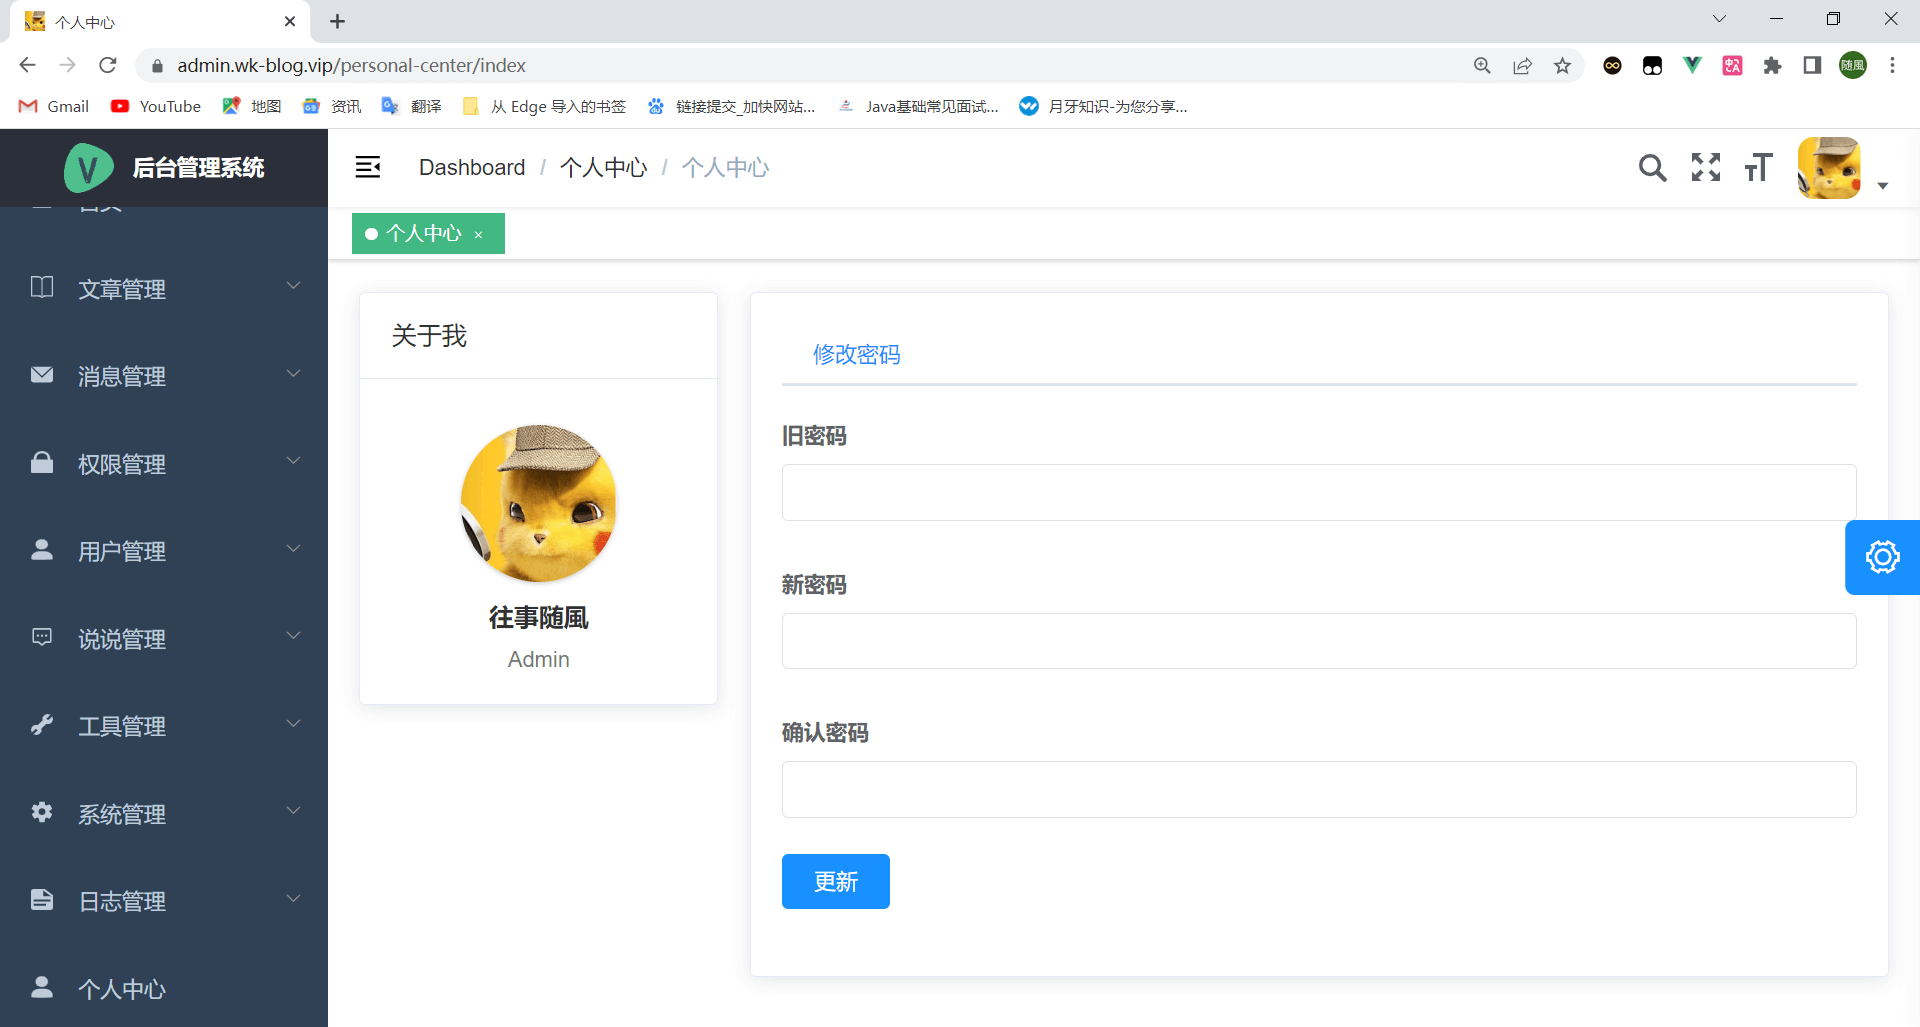 个人中心
admin.wk-blog.vip/personal-center/index
随風
Gmail
YouTube
地图
资讯
翻译
从 Edge 导入的书签
链接提交_加快网站...
Java基础常见面试...
月牙知识-为您分享...
后台管理系统
Dashboard / 个人中心 / 个人中心
个人中心 ×
首页
文章管理
消息管理
权限管理
用户管理
说说管理
工具管理
系统管理
日志管理
个人中心
关于我
往事随風
Admin
修改密码
旧密码
新密码
确认密码
更新